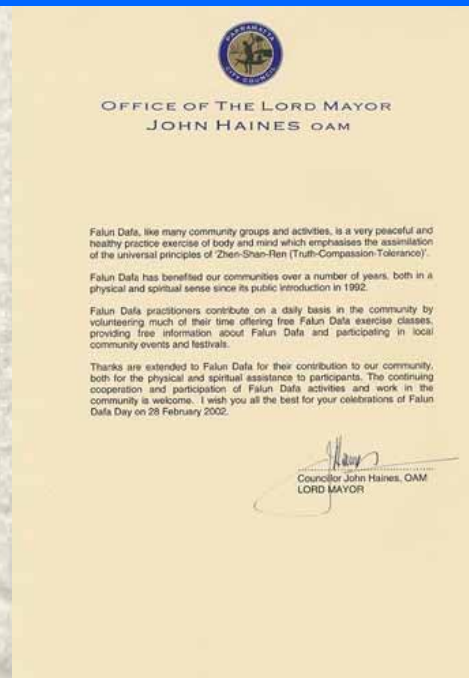 PARRAMATTA
CITY COUNCIL
OFFICE OF THE LORD MAYOR
JOHN HAINES OAM
Falun Dafa, like many community groups and activities, is a very peaceful and
healthy practice exercise of body and mind which emphasises the assimilation
of the universal principles of 'Zhen-Shan-Ren (Truth-Compassion-Tolerance)'.
Falun Dafa has benefited our communities over a number of years, both in a
physical and spiritual sense since its public introduction in 1992.
Falun Dafa practitioners contribute on a daily basis in the community by
volunteering much of their time offering free Falun Dafa exercise classes,
providing free information about Falun Dafa and participating in local
community events and festivals.
Thanks are extended to Falun Dafa for their contribution to our community,
both for the physical and spiritual assistance to participants. The continuing
cooperation and participation of Falun Dafa activities and work in the
community is welcome. I wish you all the best for your celebrations of Falun
Dafa Day on 28 February 2002.
Councillor John Haines, OAM
LORD MAYOR